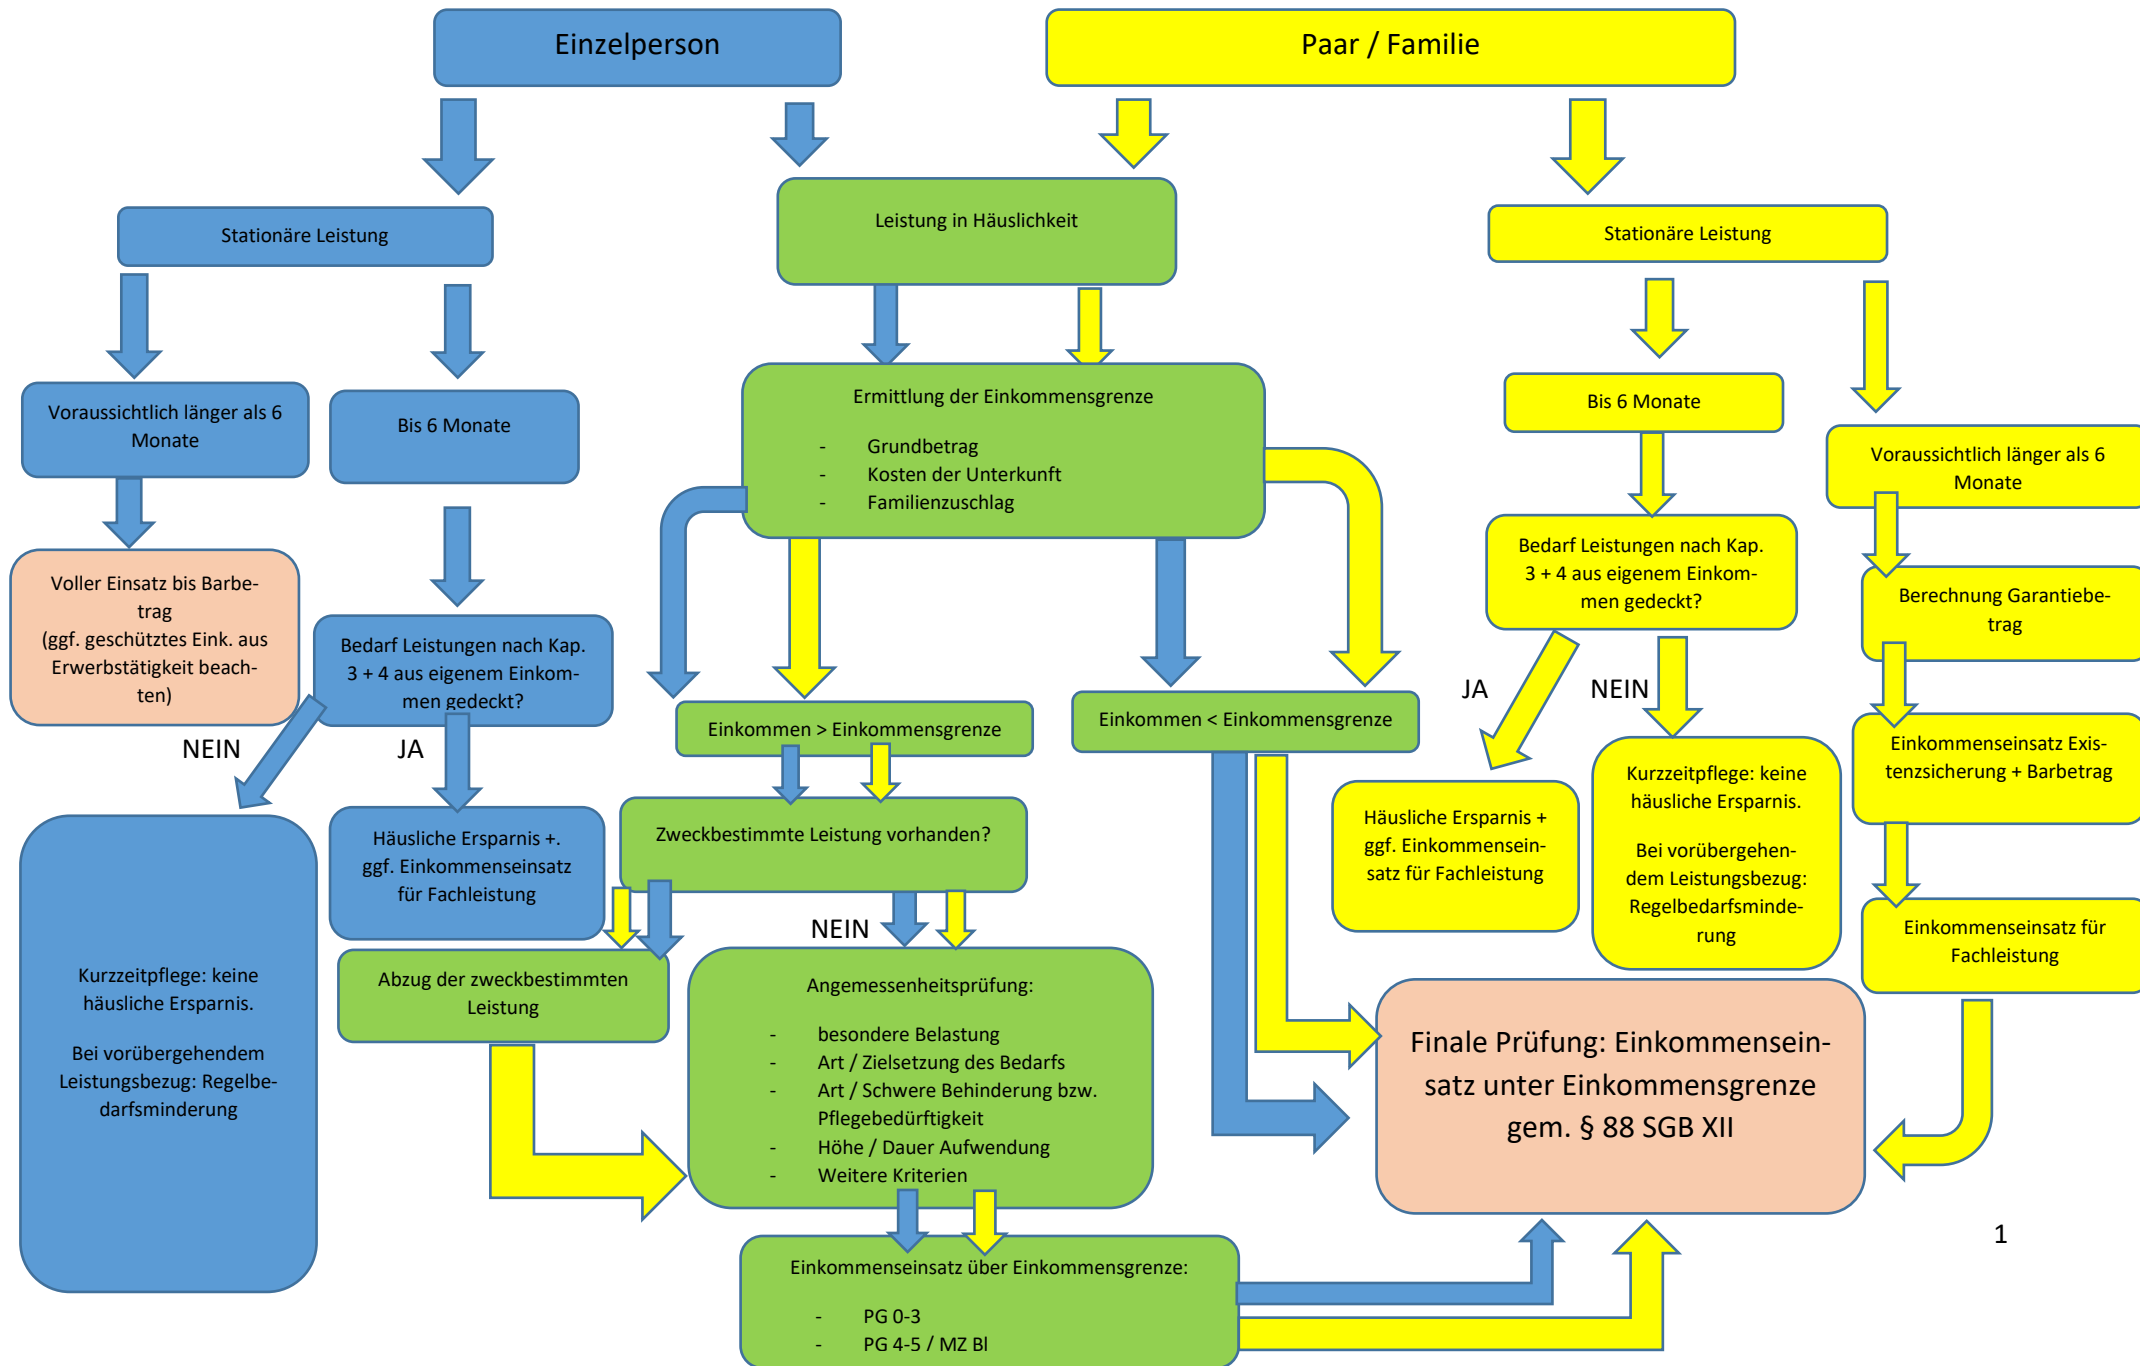 Einzelperson
Paar / Familie
Stationäre Leistung
Leistung in Häuslichkeit
Stationäre Leistung
Voraussichtlich länger als 6
Monate
Bis 6 Monate
Ermittlung der Einkommensgrenze
- Grundbetrag
- Kosten der Unterkunft
- Familienzuschlag
Bis 6 Monate
Voraussichtlich länger als 6
Monate
Voller Einsatz bis Barbe-
trag
(ggf. geschütztes Eink. aus
Erwerbstätigkeit beach-
ten)
Bedarf Leistungen nach Kap.
3 + 4 aus eigenem Einkom-
men gedeckt?
NEIN
JA
Einkommen > Einkommensgrenze
Einkommen < Einkommensgrenze
Bedarf Leistungen nach Kap.
3 + 4 aus eigenem Einkom-
men gedeckt?
JA
NEIN
Berechnung Garantiebe-
trag
Einkommenseinsatz Exis-
tenzsicherung + Barbetrag
Kurzzeitpflege: keine
häusliche Ersparnis.
Bei vorübergehendem
Leistungsbezug: Regelbe-
darfsminderung
Häusliche Ersparnis +.
ggf. Einkommenseinsatz
für Fachleistung
Zweckbestimmte Leistung vorhanden?
NEIN
Häusliche Ersparnis +
ggf. Einkommensein-
satz für Fachleistung
Kurzzeitpflege: keine
häusliche Ersparnis.
Bei vorübergehen-
dem Leistungsbezug:
Regelbedarfsminde-
rung
Einkommenseinsatz für
Fachleistung
Abzug der zweckbestimmten
Leistung
Angemessenheitsprüfung:
- besondere Belastung
- Art / Zielsetzung des Bedarfs
- Art / Schwere Behinderung bzw.
Pflegebedürftigkeit
- Höhe / Dauer Aufwendung
- Weitere Kriterien
Finale Prüfung: Einkommensein-
satz unter Einkommensgrenze
gem. § 88 SGB XII
Einkommenseinsatz über Einkommensgrenze:
- PG 0-3
- PG 4-5 / MZ Bl
1